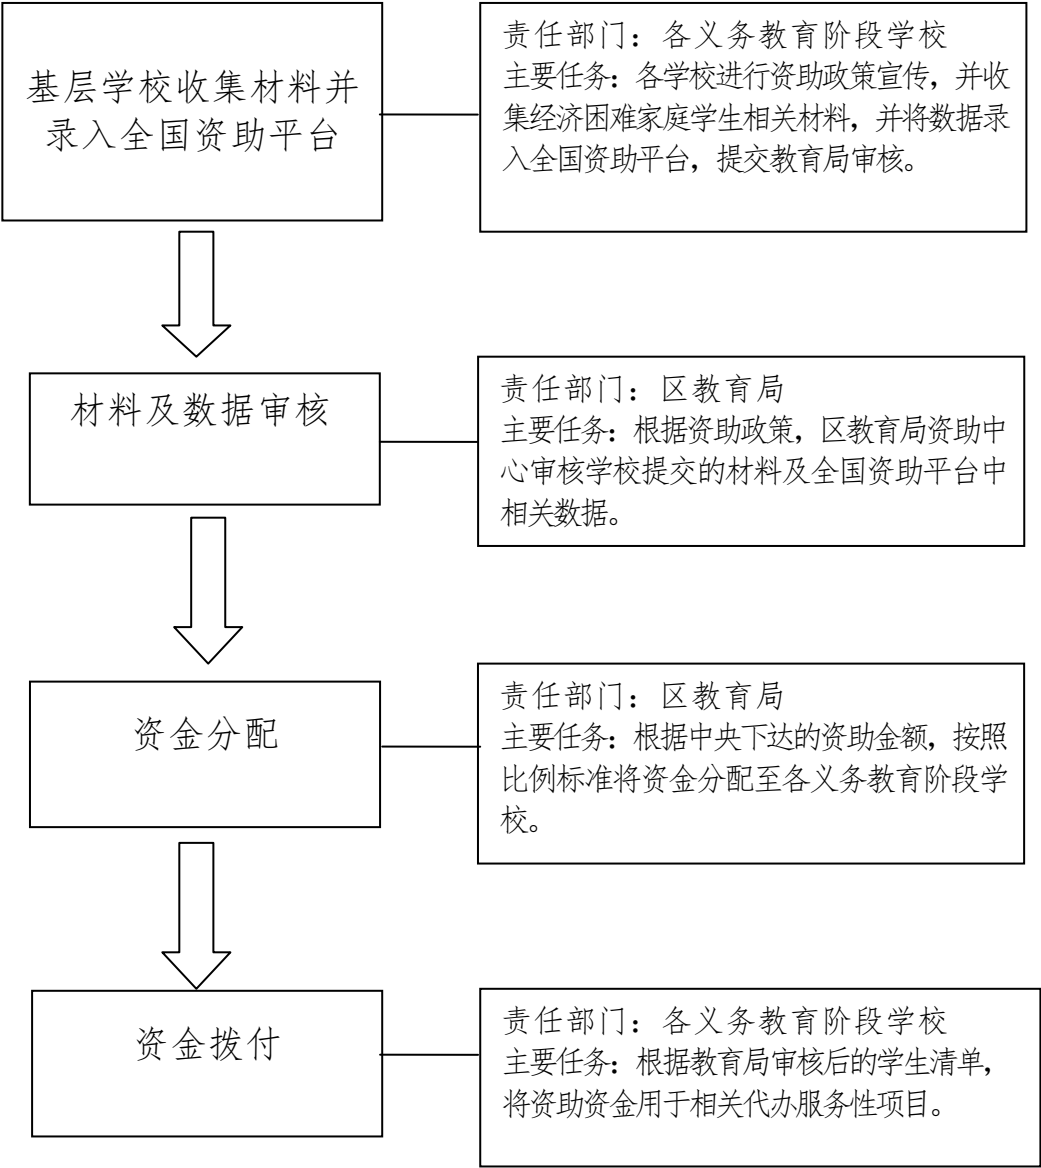 基层学校收集材料并
录入全国资助平台
责任部门：各义务教育阶段学校
主要任务：各学校进行资助政策宣传，并收
集经济困难家庭学生相关材料，并将数据录
入全国资助平台，提交教育局审核。
材料及数据审核
责任部门：区教育局
主要任务：根据资助政策，区教育局资助中
心审核学校提交的材料及全国资助平台中
相关数据。
资金分配
责任部门：区教育局
主要任务：根据中央下达的资助金额，按照
比例标准将资金分配至各义务教育阶段学
校。
资金拨付
责任部门：各义务教育阶段学校
主要任务：根据教育局审核后的学生清单，
将资助资金用于相关代办服务性项目。